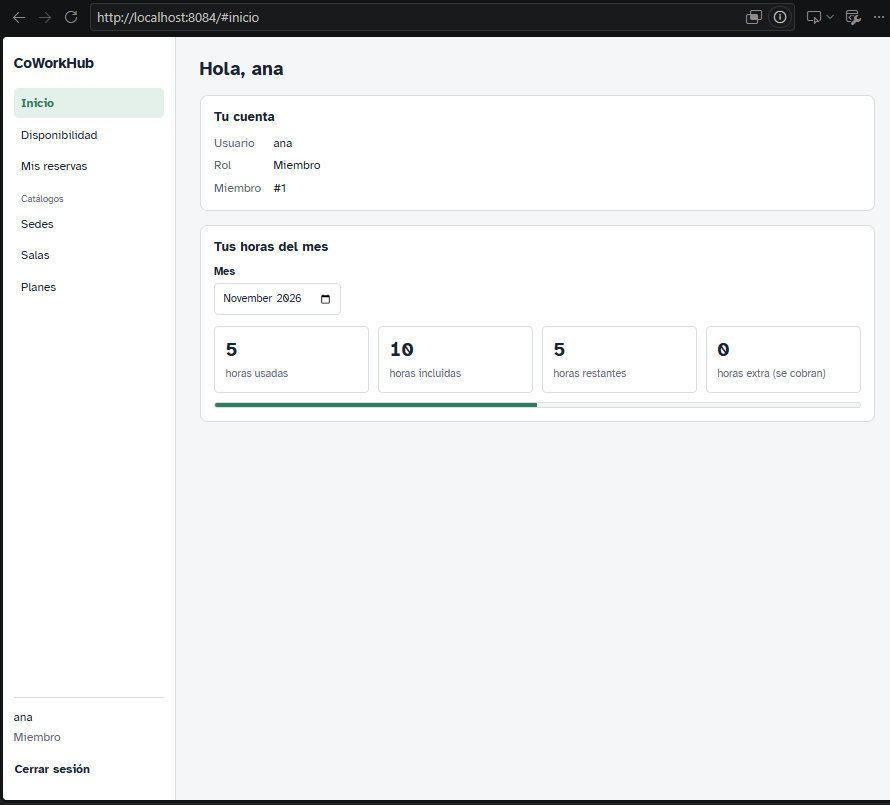 http://localhost:8084/#inicio
CoWorkHub
Inicio
Disponibilidad
Mis reservas
Catálogos
Sedes
Salas
Planes
ana
Miembro
Cerrar sesión
Hola, ana
Tu cuenta
Usuario ana
Rol Miembro
Miembro #1
Tus horas del mes
Mes
November 2026
5
horas usadas
10
horas incluidas
5
horas restantes
0
horas extra (se cobran)